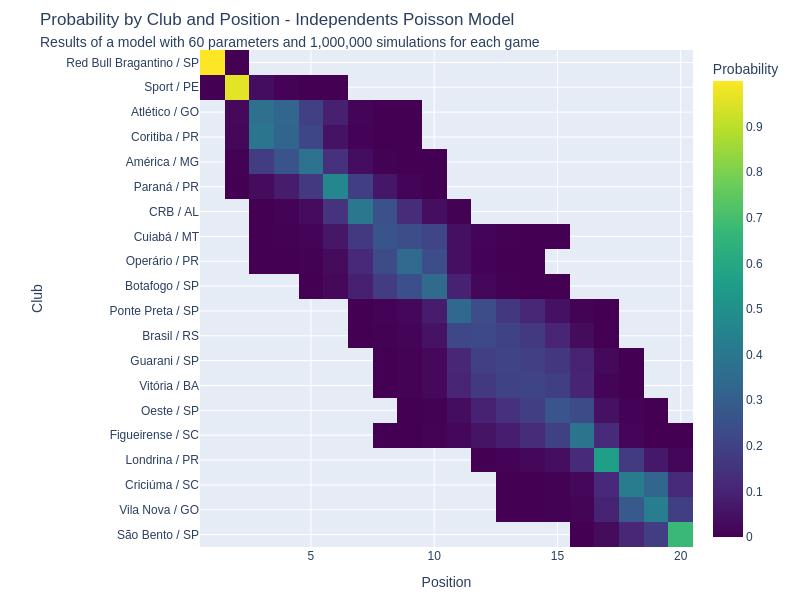 Probability by Club and Position - Independents Poisson Model
Results of a model with 60 parameters and 1,000,000 simulations for each game
Red Bull Bragantino / SP
Sport / PE
Atlético / GO
Coritiba / PR
América / MG
Paraná / PR
CRB / AL
Cuiabá / MT
Operário / PR
Botafogo / SP
Ponte Preta / SP
Brasil / RS
Guarani / SP
Vitória / BA
Oeste / SP
Figueirense / SC
Londrina / PR
Criciúma / SC
Vila Nova / GO
São Bento / SP
Club
5
10
15
20
Position
Probability
0.9
0.8
0.7
0.6
0.5
0.4
0.3
0.2
0.1
0